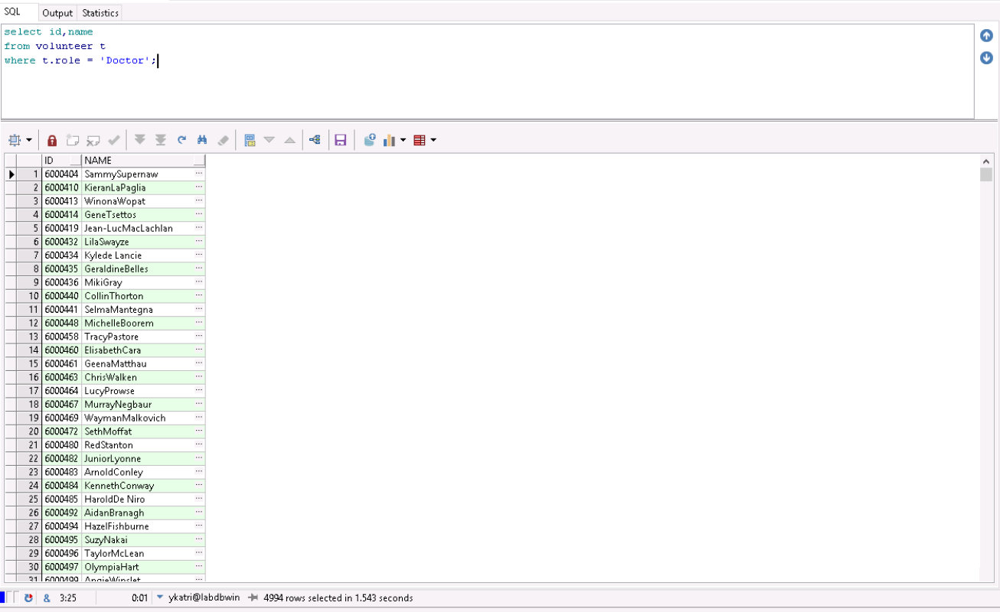 SQL Output Statistics
select id,name
from volunteer t
where t.role = 'Doctor';
ID NAME
1 6000404 SammySupernaw ...
2 6000410 KieranLaPaglia ...
3 6000413 WinonaWopat ...
4 6000414 GeneTsettos ...
5 6000419 Jean-LucMacLachlan ...
6 6000432 LilaSwayze ...
7 6000434 Kylede Lancie ...
8 6000435 GeraldineBelles ...
9 6000436 MikiGray ...
10 6000440 CollinThorton ...
11 6000441 SelmaMantegna ...
12 6000448 MichelleBoorem ...
13 6000458 TracyPastore ...
14 6000460 ElisabethCara ...
15 6000461 GeenaMatthau ...
16 6000463 ChrisWalken ...
17 6000464 LucyProwse ...
18 6000467 MurrayNegbaur ...
19 6000469 WaymanMalkovich ...
20 6000472 SethMoffat ...
21 6000480 RedStanton ...
22 6000482 JuniorLyonne ...
23 6000483 ArnoldConley ...
24 6000484 KennethConway ...
25 6000485 HaroldDe Niro ...
26 6000492 AidanBranagh ...
27 6000494 HazelFishburne ...
28 6000495 SuzyNakai ...
29 6000496 TaylorMcLean ...
30 6000497 OlympiaHart ...
31 6000499 AngieWinslet ...
& 3:25 0:01 ykatri@labdbwin 4994 rows selected in 1.543 seconds